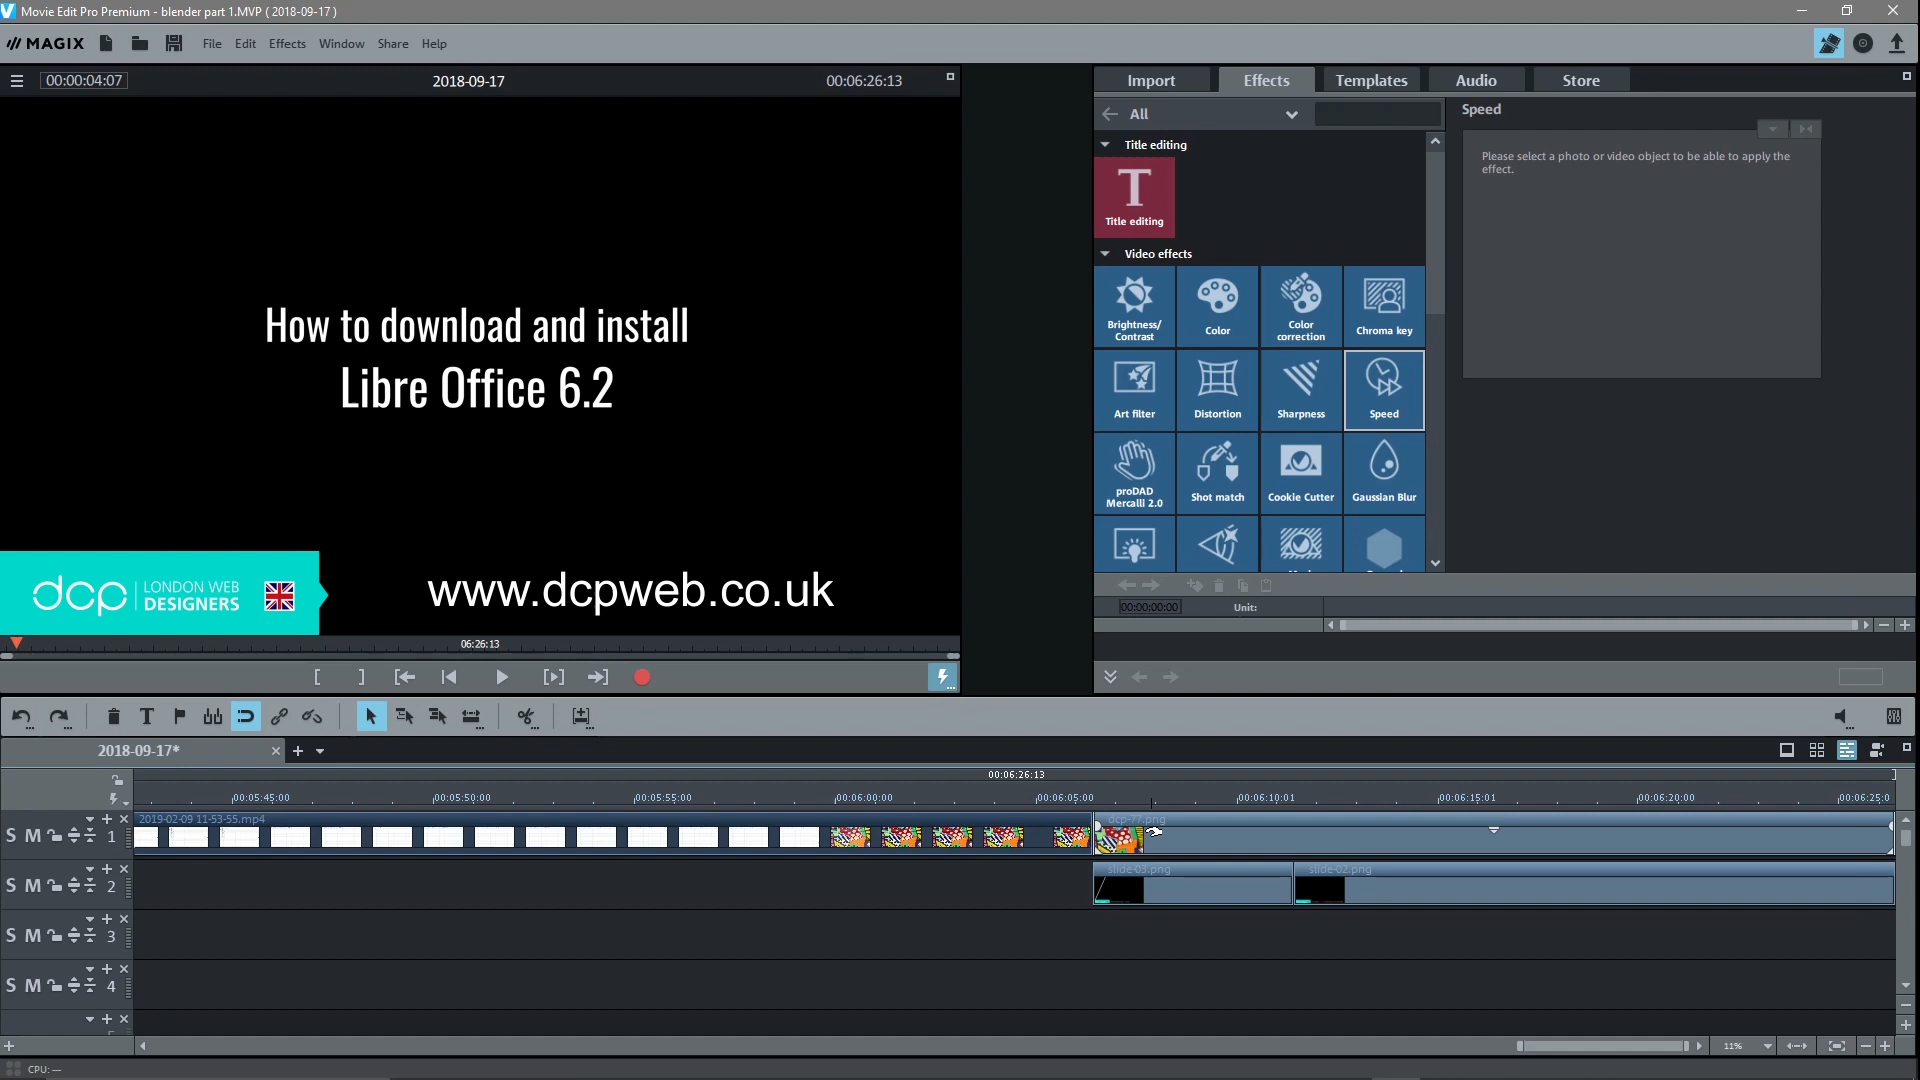 Movie Edit Pro Premium - blender part 1.MVP ( 2018-09-17 )
MAGIX File Edit Effects Window Share Help
00:00:04:07 2018-09-17 00:06:26:13
How to download and install
Libre Office 6.2
dcp LONDON WEB DESIGNERS
www.dcpweb.co.uk
06:26:13
Import Effects Templates Audio Store
All
Title editing
Title editing
Video effects
Brightness/
Contrast
Color
Color
correction
Chroma key
Art filter
Distortion
Sharpness
Speed
proDAD
Mercalli 2.0
Shot match
Cookie Cutter
Gaussian Blur
Speed
Please select a photo or video object to be able to apply the
effect.
00:00:00:00 Unit:
2018-09-17*
00:06:26:13
00:05:45:00 00:05:50:00 00:05:55:00 00:06:00:00 00:06:05:00 00:06:10:01 00:06:15:01 00:06:20:00 00:06:25:0
2019-02-09 11-53-55.mp4 dcp-77.png
S M 1
slide-03.png slide-02.png
S M 2
S M 3
S M 4
11%
CPU: —